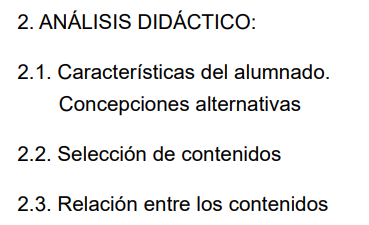 2. ANÁLISIS DIDÁCTICO:
2.1. Características del alumnado.
Concepciones alternativas
2.2. Selección de contenidos
2.3. Relación entre los contenidos